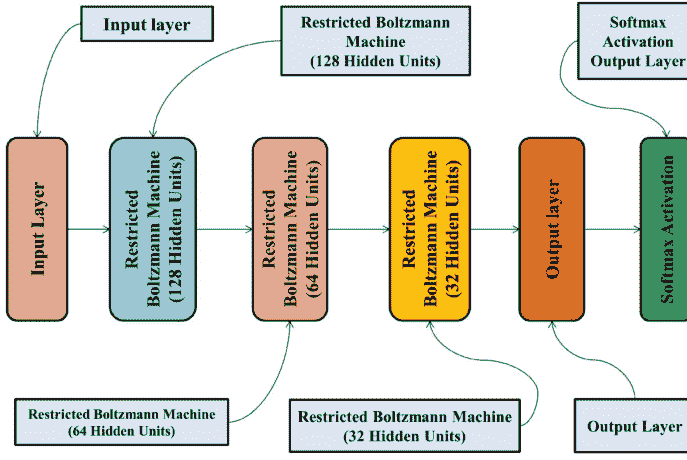 Input layer
Restricted Boltzmann
Machine
(128 Hidden Units)
Softmax
Activation
Output Layer
Input Layer
Restricted
Boltzmann Machine
(128 Hidden Units)
Restricted
Boltzmann Machine
(64 Hidden Units)
Restricted
Boltzmann Machine
(32 Hidden Units)
Output layer
Softmax Activation
Restricted Boltzmann Machine
(64 Hidden Units)
Restricted Boltzmann Machine
(32 Hidden Units)
Output Layer